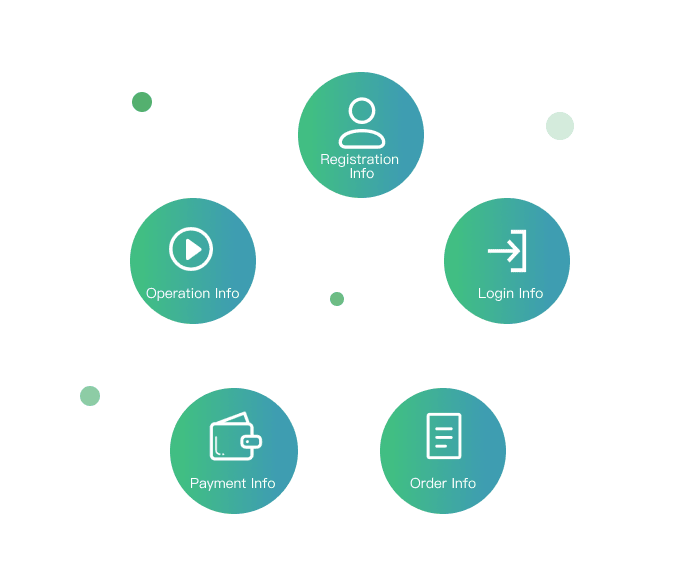 Registration
Info
Operation Info
Login Info
Payment Info
Order Info